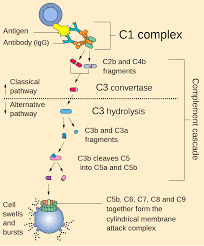 Antigen
Antibody (IgG)
C1 complex
C2b and C4b
fragments
Classical
pathway
C3 convertase
Alternative
pathway
C3 hydrolysis
C3b and C3a
fragments
C3b cleaves C5
into C5a and C5b
Complement cascade
Cell
swells
and
bursts
C5b, C6, C7, C8 and C9
together form the
cylindrical membrane
attack complex